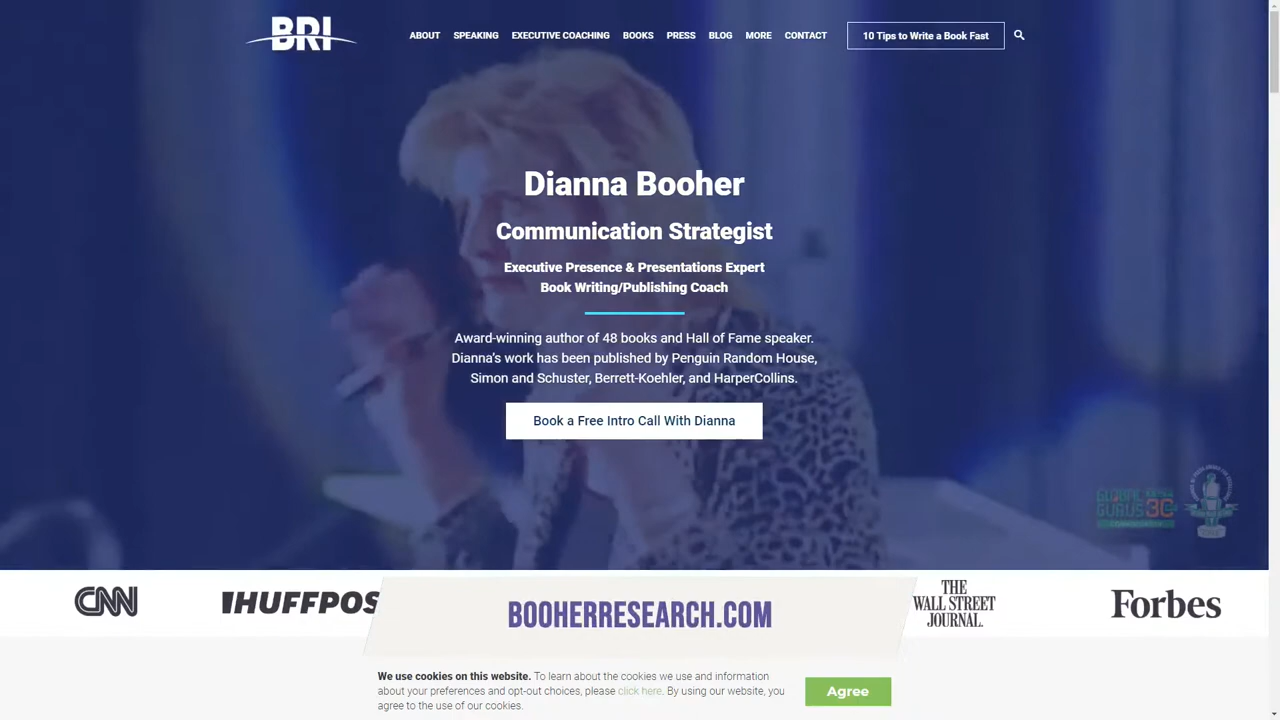 BRI
ABOUT SPEAKING EXECUTIVE COACHING BOOKS PRESS BLOG MORE CONTACT 10 Tips to Write a Book Fast
Dianna Booher
Communication Strategist
Executive Presence & Presentations Expert
Book Writing/Publishing Coach
Award-winning author of 48 books and Hall of Fame speaker.
Dianna's work has been published by Penguin Random House,
Simon and Schuster, Berrett-Koehler, and HarperCollins.
Book a Free Intro Call With Dianna
GLOBAL GURUS 30
CNN IHUFFPOS BOOHERRESEARCH.COM THE WALL STREET JOURNAL. Forbes
We use cookies on this website. To learn about the cookies we use and information
about your preferences and opt-out choices, please click here. By using our website, you
agree to the use of our cookies.
Agree